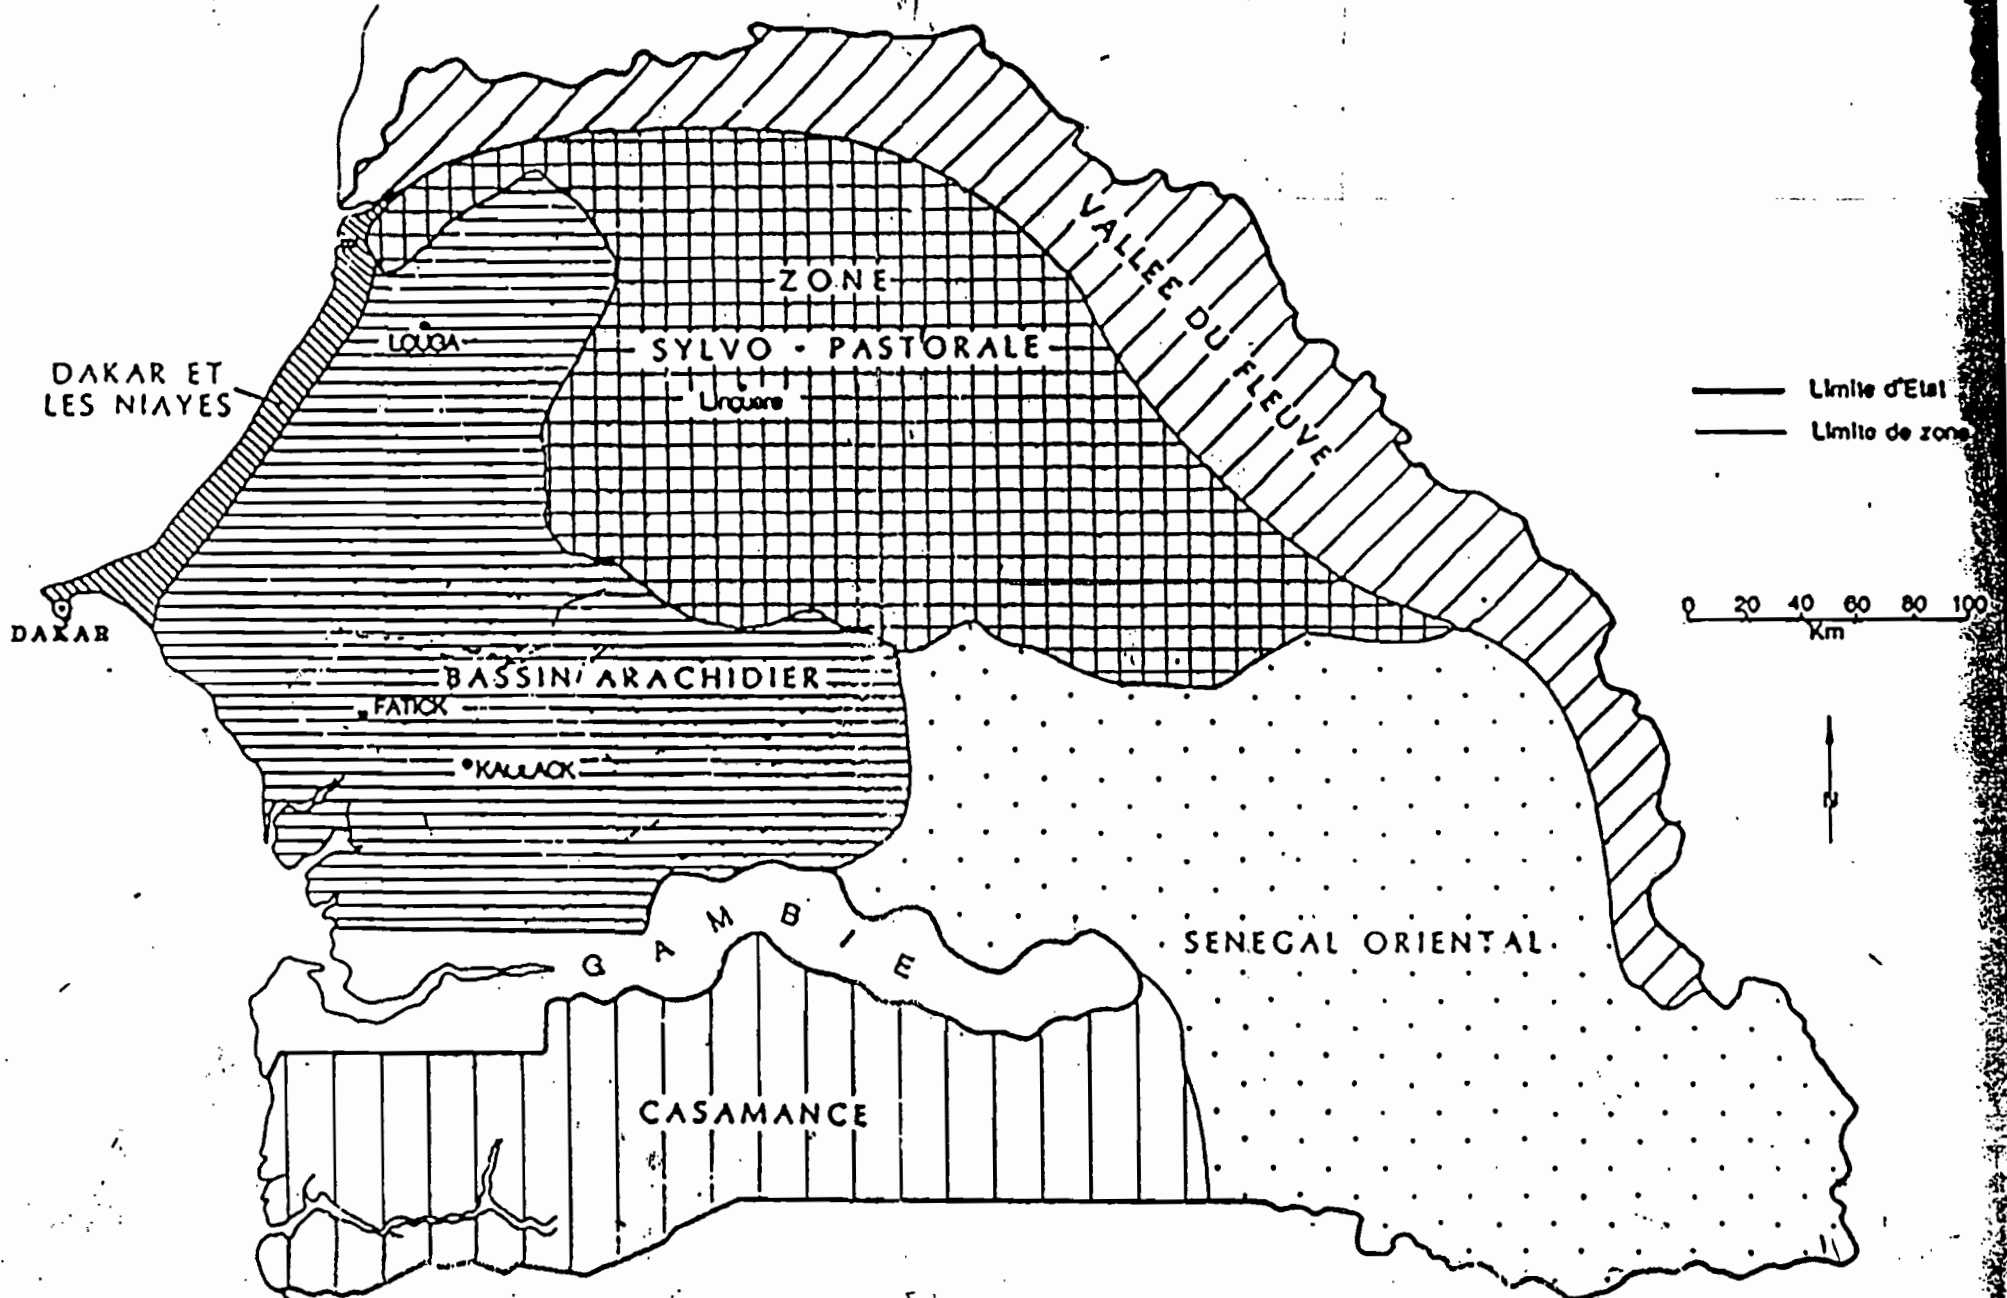 VALLEE DU FLEUVE
ZONE
SYLVO - PASTORALE
LOUGA
DAKAR ET
LES NIAYES
Limite d'Etat
Limite de zone
0 20 40 60 80 100
Km
DAKAR
BASSIN ARACHIDIER
FATICK
KAOLACK
N
GAMBIE
SENEGAL ORIENTAL
CASAMANCE